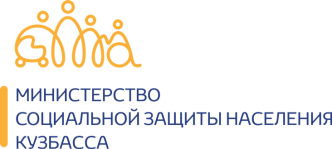 МИНИСТЕРСТВО
СОЦИАЛЬНОЙ ЗАЩИТЫ НАСЕЛЕНИЯ
КУЗБАССА